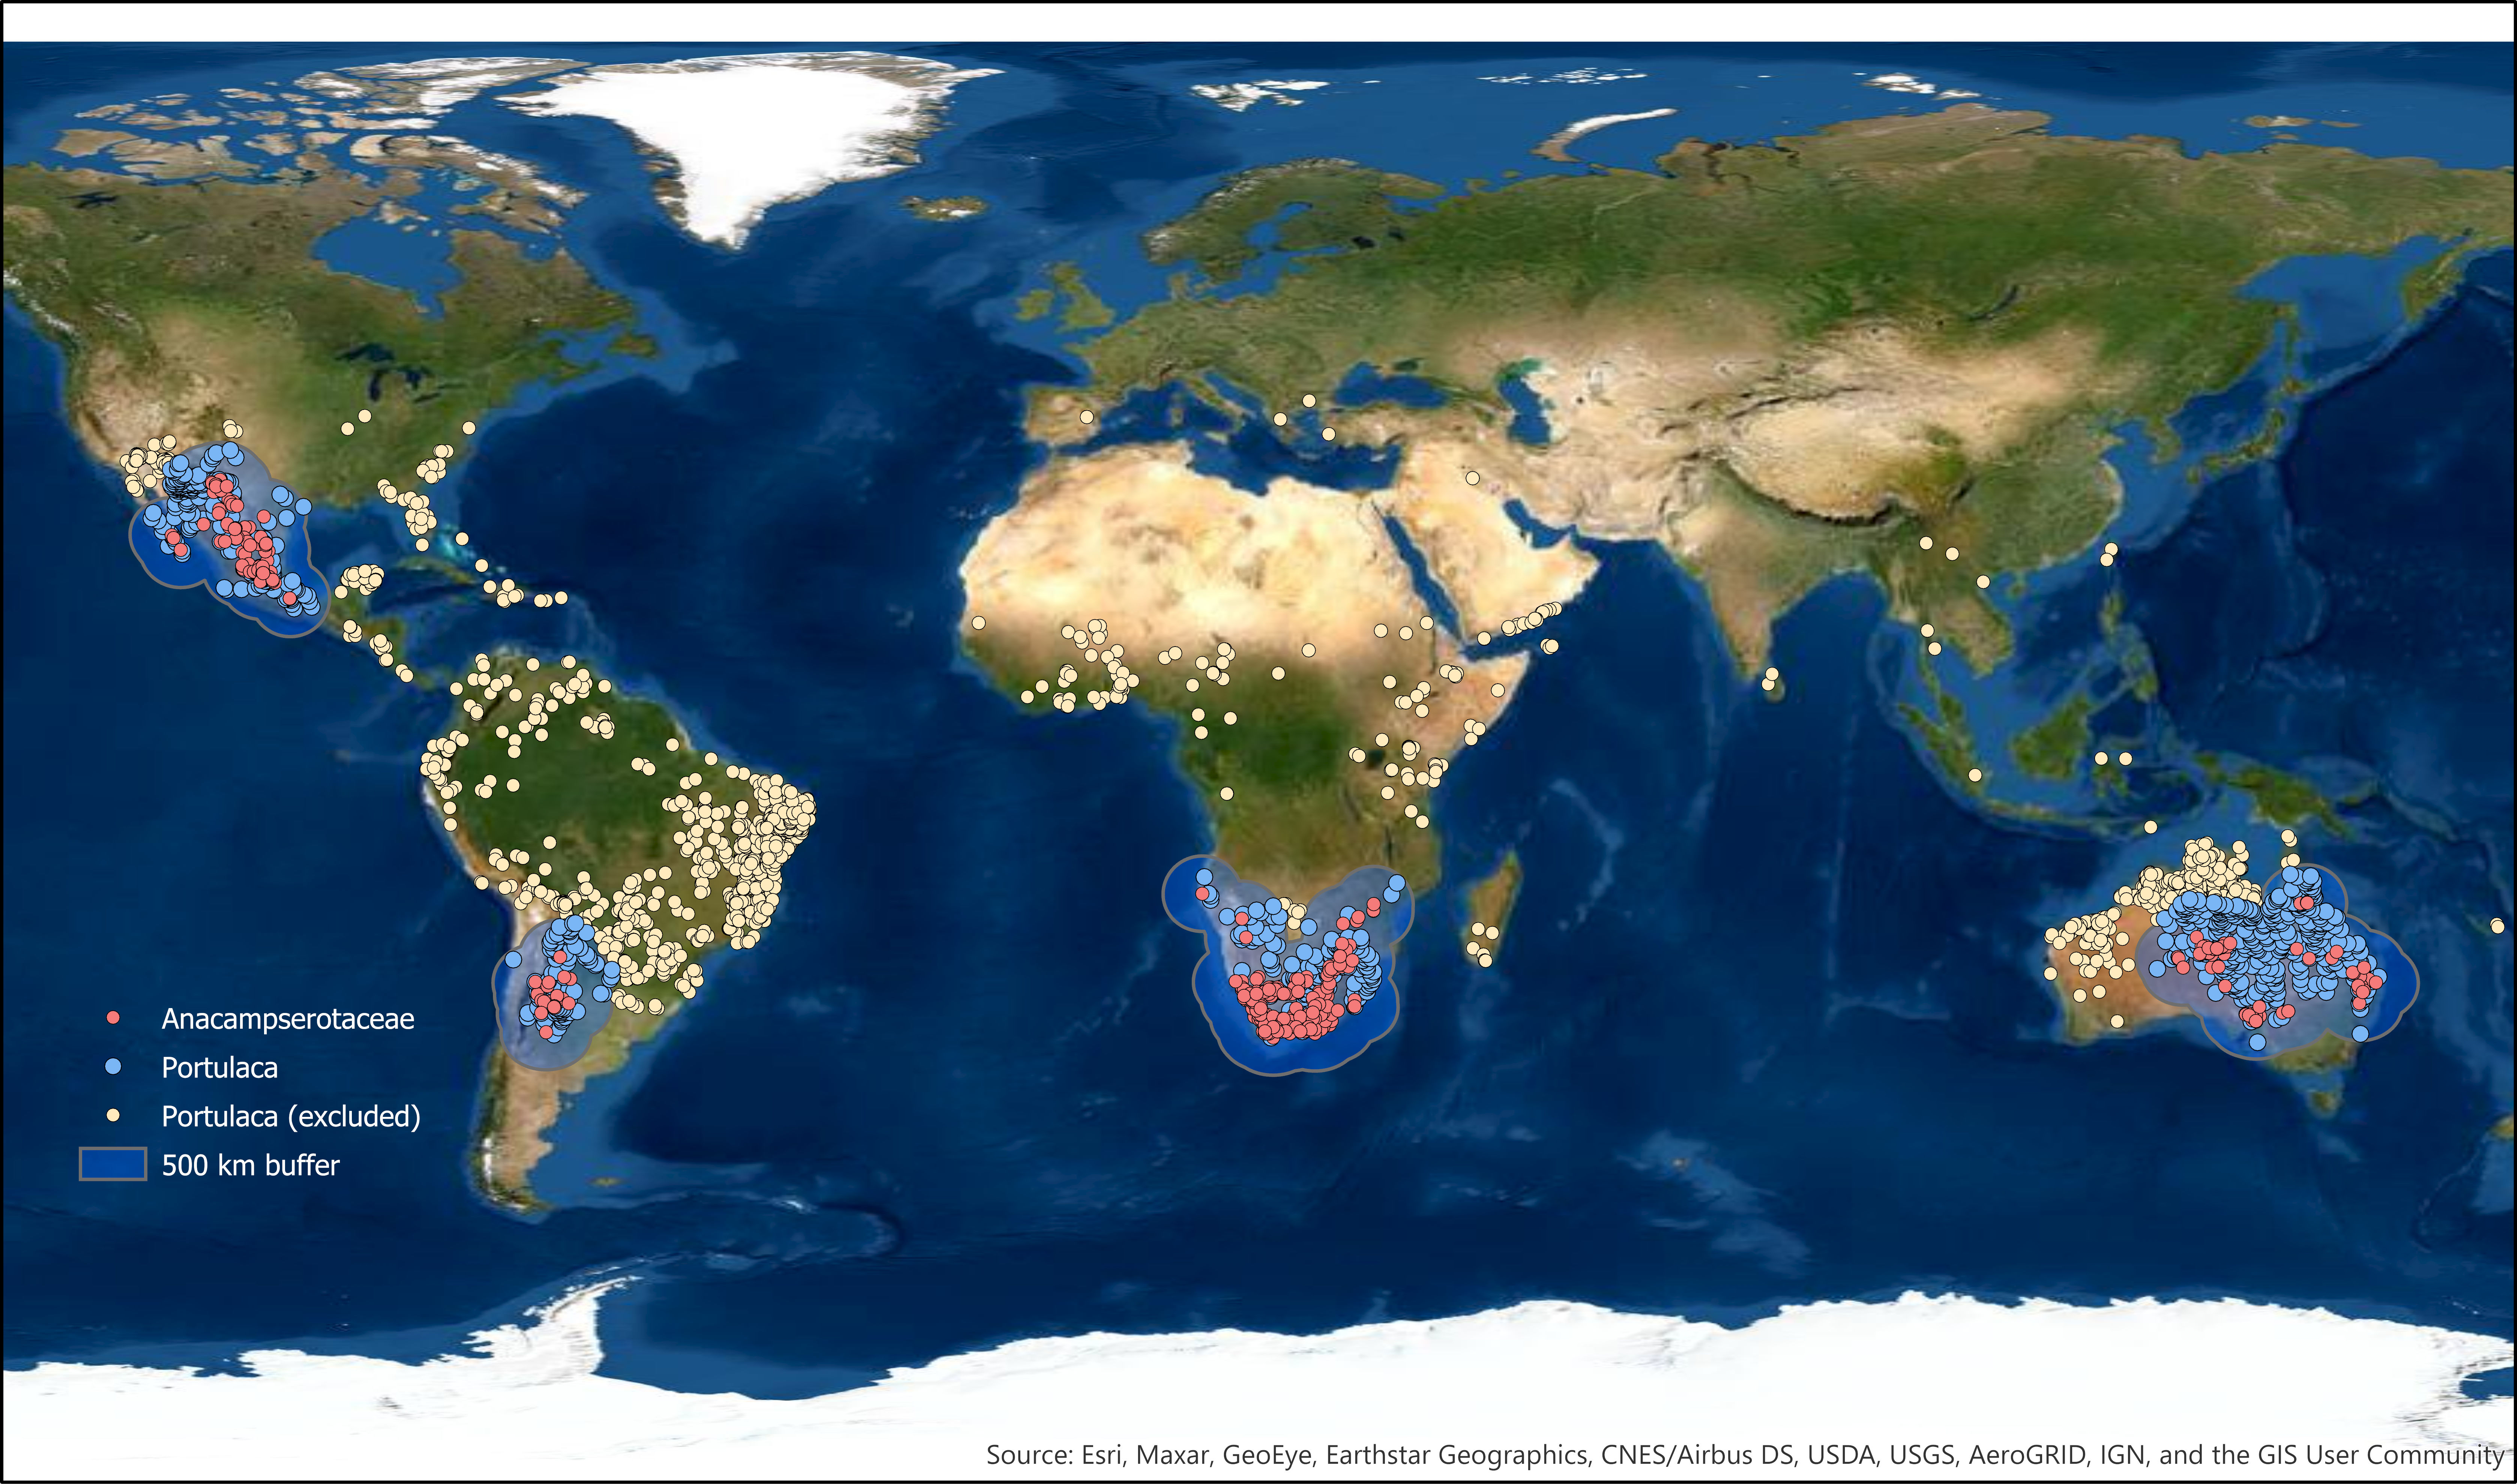 Anacampserotaceae
Portulaca
Portulaca (excluded)
500 km buffer
Source: Esri, Maxar, GeoEye, Earthstar Geographics, CNES/Airbus DS, USDA, USGS, AeroGRID, IGN, and the GIS User Community